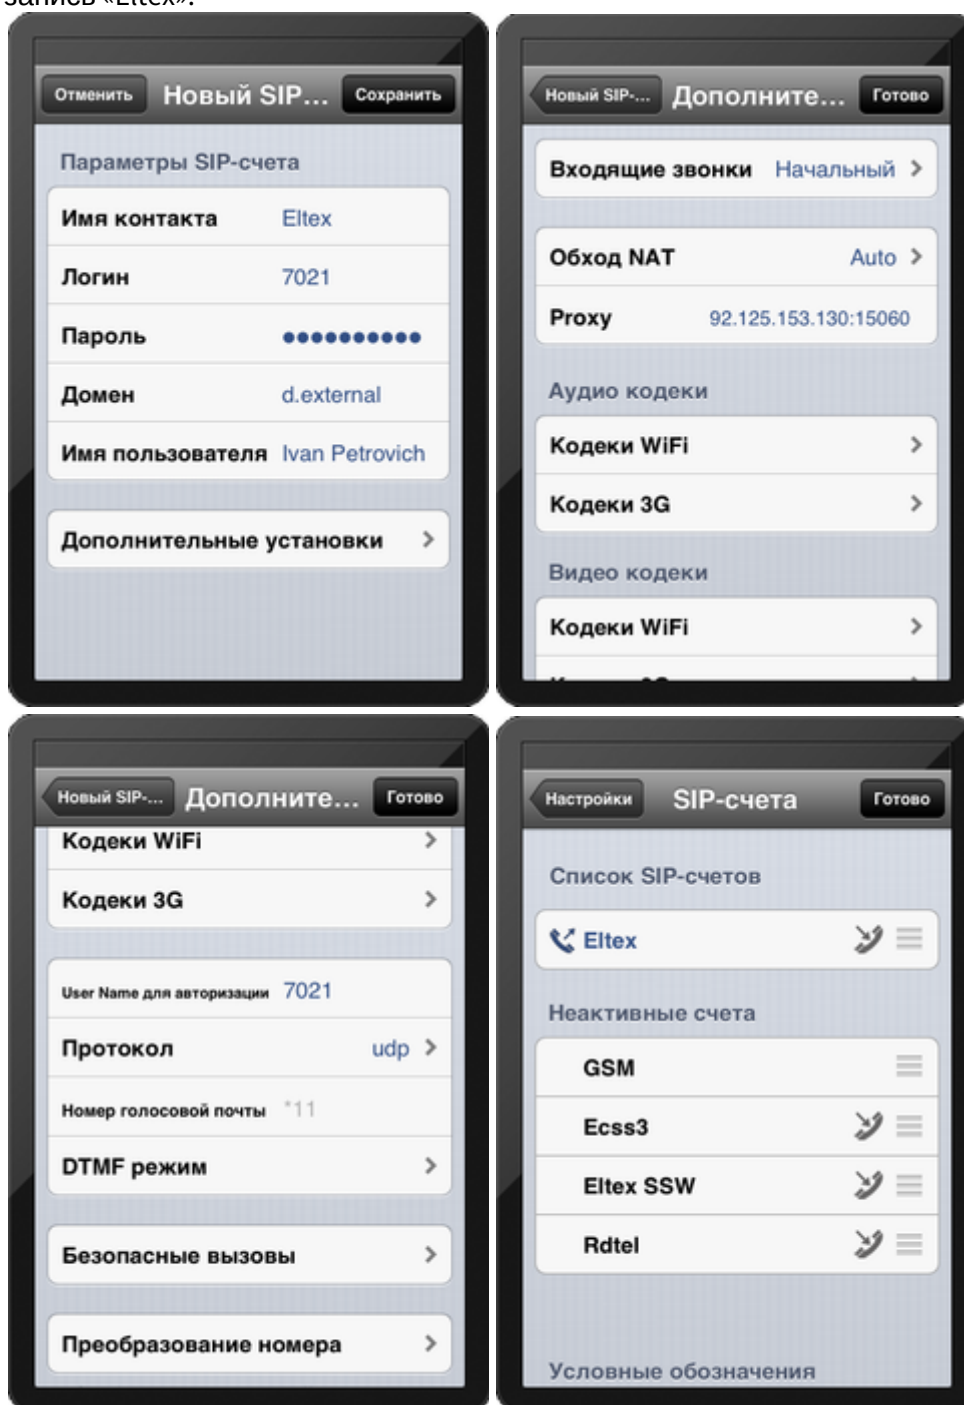 запись «Eltex».
Отменить Новый SIP... Сохранить
Параметры SIP-счета
Имя контакта Eltex
Логин 7021
Пароль ●●●●●●●●●●
Домен d.external
Имя пользователя Ivan Petrovich
Дополнительные установки
Новый SIP-... Дополните... Готово
Входящие звонки Начальный
Обход NAT Auto
Proxy 92.125.153.130:15060
Аудио кодеки
Кодеки WiFi
Кодеки 3G
Видео кодеки
Кодеки WiFi
Новый SIP-... Дополните... Готово
Кодеки WiFi
Кодеки 3G
User Name для авторизации 7021
Протокол udp
Номер голосовой почты *11
DTMF режим
Безопасные вызовы
Преобразование номера
Настройки SIP-счета Готово
Список SIP-счетов
Eltex
Неактивные счета
GSM
Ecss3
Eltex SSW
Rdtel
Условные обозначения